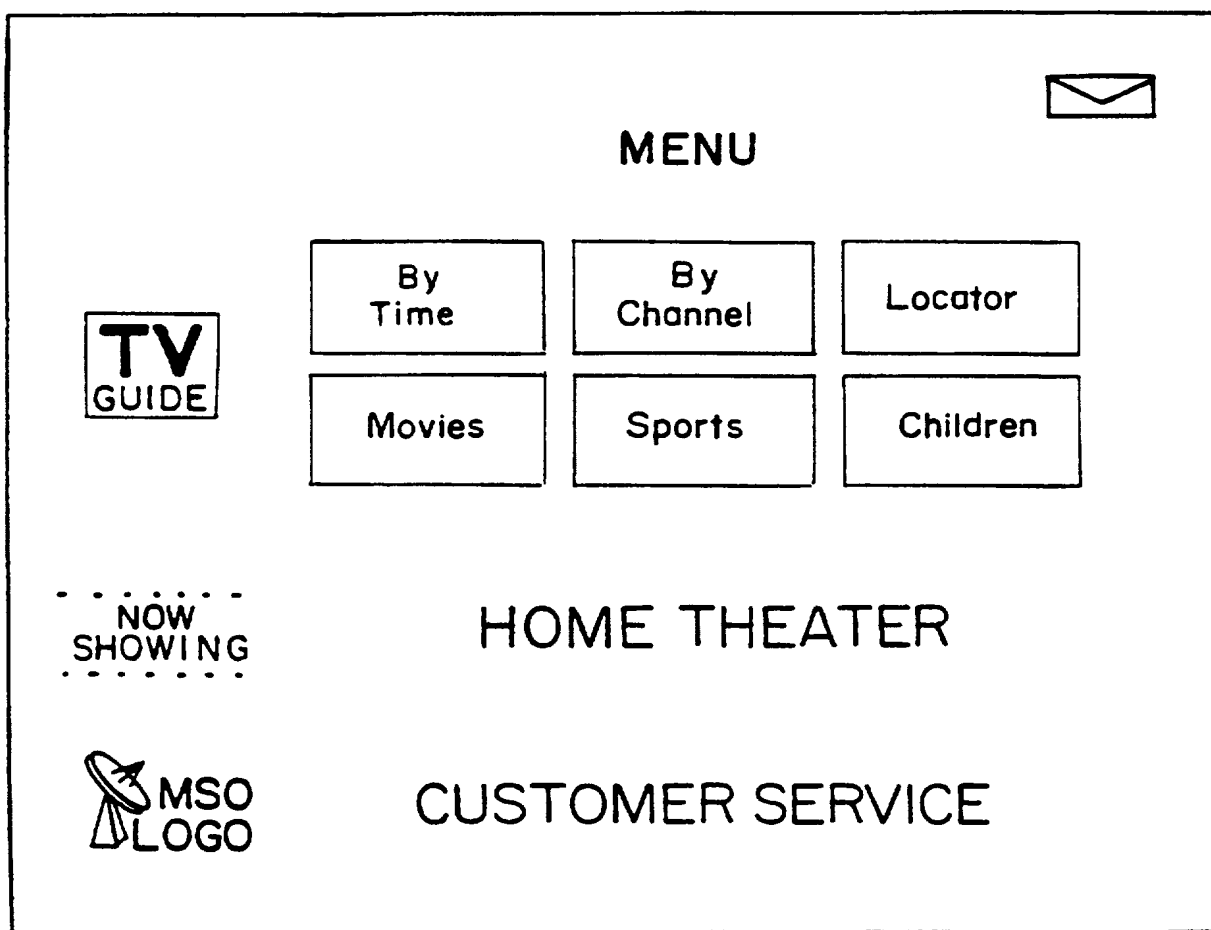 MENU
TV
GUIDE
By
Time
By
Channel
Locator
Movies
Sports
Children
NOW
SHOWING
HOME THEATER
MSO
LOGO
CUSTOMER SERVICE